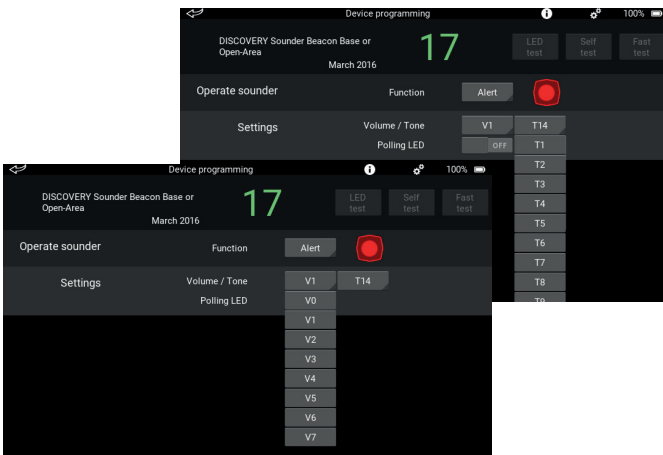 Device programming 100%
DISCOVERY Sounder Beacon Base or
Open-Area
March 2016
17
LED test
Self test
Fast test
Operate sounder Function Alert
Settings Volume / Tone V1 T14
Polling LED OFF
T1
T2
T3
T4
T5
T6
T7
T8
T9
Device programming 100%
DISCOVERY Sounder Beacon Base or
Open-Area
March 2016
17
LED test
Self test
Fast test
Operate sounder Function Alert
Settings Volume / Tone V1 T14
Polling LED V0
V1
V2
V3
V4
V5
V6
V7